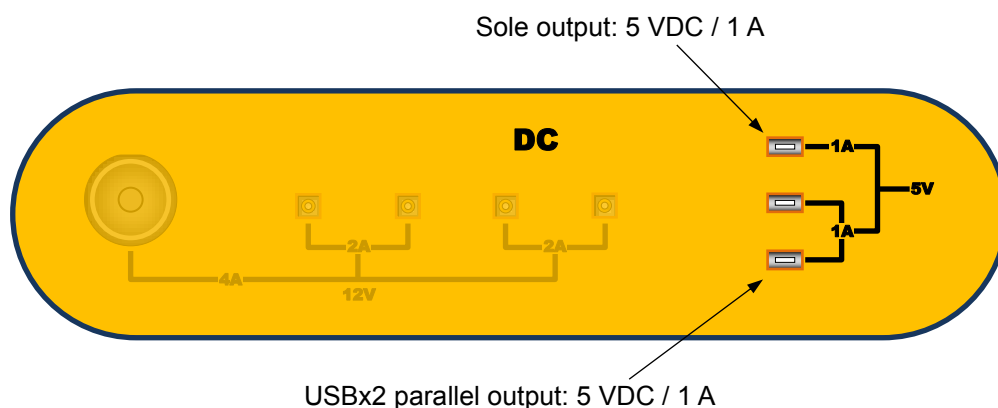 Sole output: 5 VDC / 1 A
DC
1A
5V
1A
2A
2A
4A
12V
USBx2 parallel output: 5 VDC / 1 A